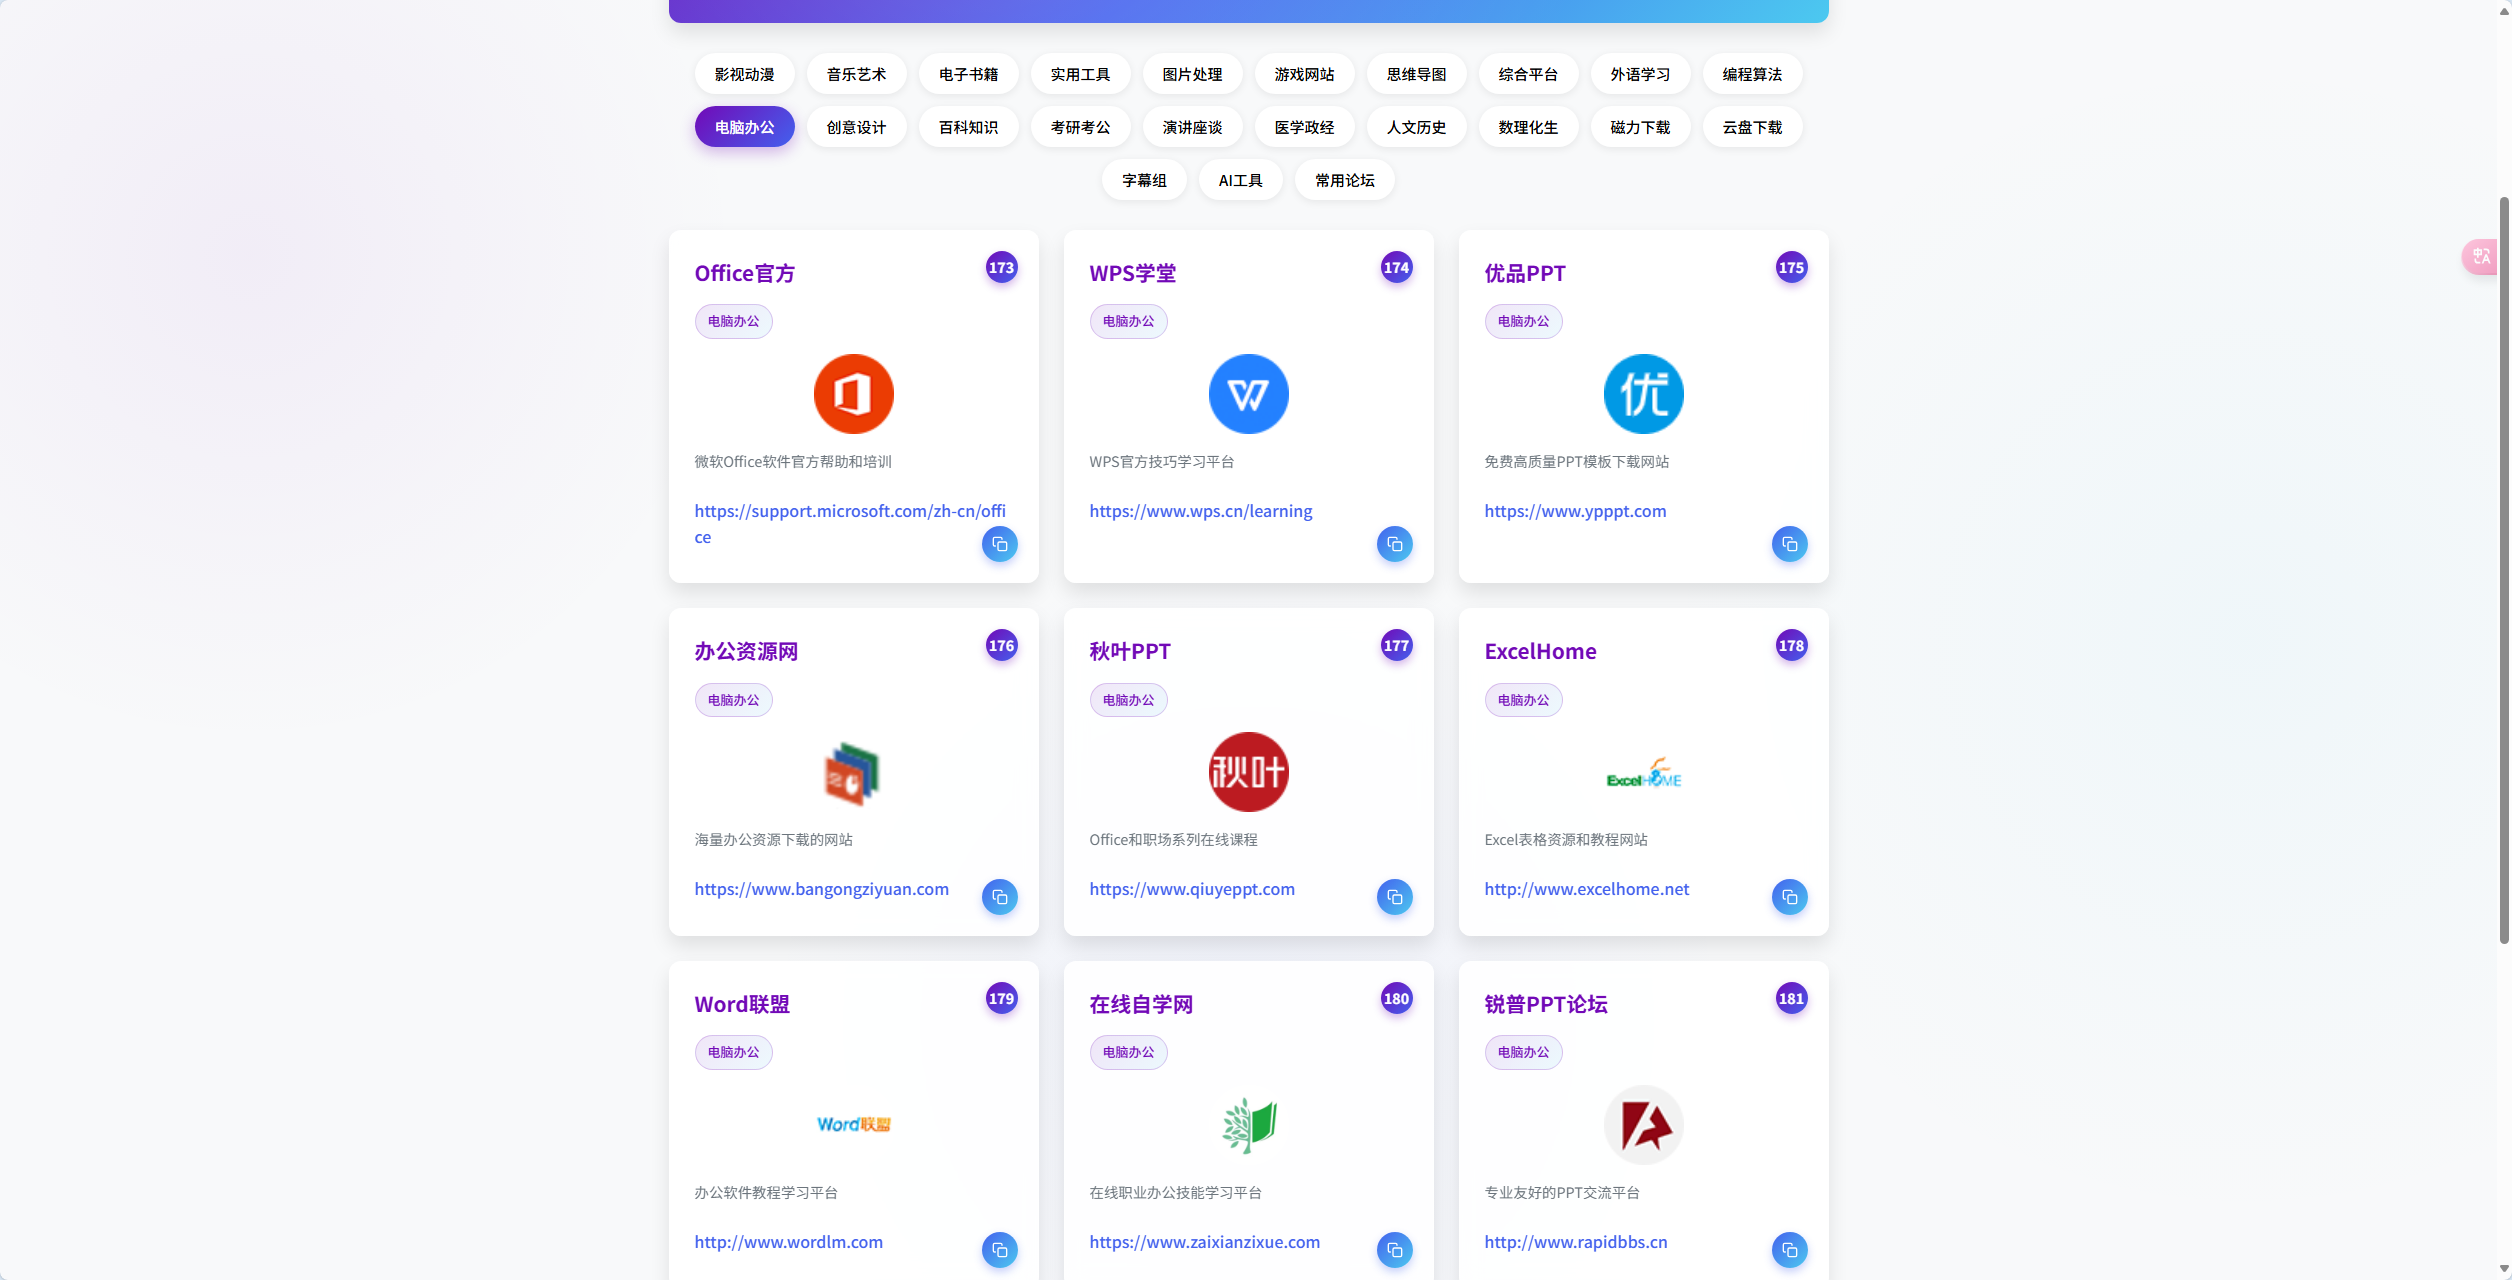 影视动漫 音乐艺术 电子书籍 实用工具 图片处理 游戏网站 思维导图 综合平台 外语学习 编程算法
电脑办公 创意设计 百科知识 考研考公 演讲座谈 医学政经 人文历史 数理化生 磁力下载 云盘下载
字幕组 AI工具 常用论坛
Office官方
173
电脑办公
微软Office软件官方帮助和培训
https://support.microsoft.com/zh-cn/offi
ce
WPS学堂
174
电脑办公
WPS官方技巧学习平台
https://www.wps.cn/learning
优品PPT
175
电脑办公
优
免费高质量PPT模板下载网站
https://www.ypppt.com
办公资源网
176
电脑办公
海量办公资源下载的网站
https://www.bangongziyuan.com
秋叶PPT
177
电脑办公
秋叶
Office和职场系列在线课程
https://www.qiuyeppt.com
ExcelHome
178
电脑办公
ExcelHOME
Excel表格资源和教程网站
http://www.excelhome.net
Word联盟
179
电脑办公
Word联盟
办公软件教程学习平台
http://www.wordlm.com
在线自学网
180
电脑办公
在线职业办公技能学习平台
https://www.zaixianzixue.com
锐普PPT论坛
181
电脑办公
专业友好的PPT交流平台
http://www.rapidbbs.cn